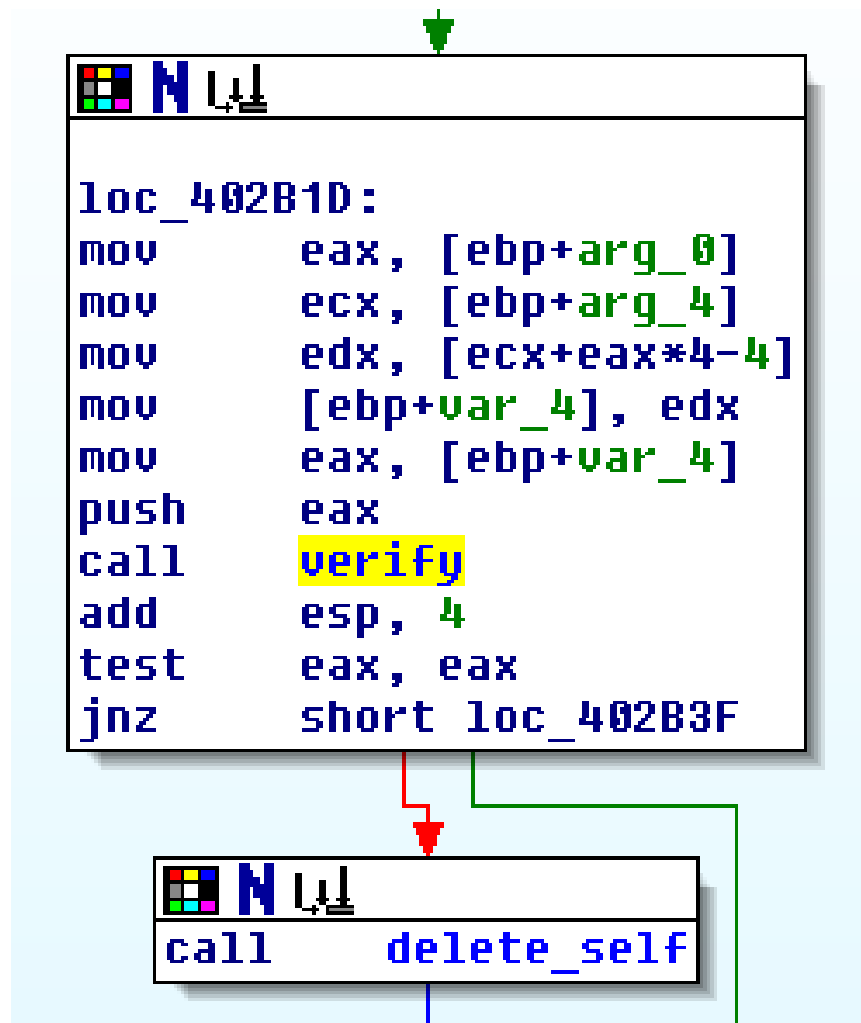 loc_402B1D:
mov eax, [ebp+arg_0]
mov ecx, [ebp+arg_4]
mov edx, [ecx+eax*4-4]
mov [ebp+var_4], edx
mov eax, [ebp+var_4]
push eax
call verify
add esp, 4
test eax, eax
jnz short loc_402B3F
call delete_self